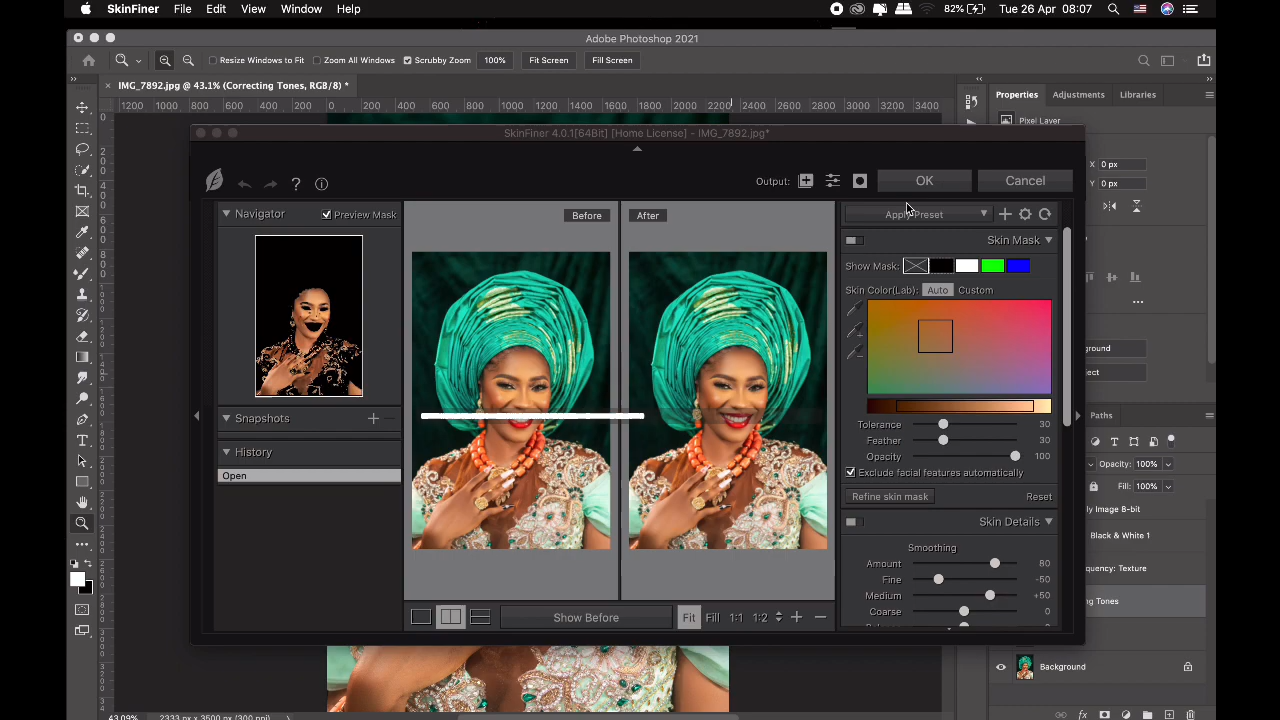 SkinFiner File Edit View Window Help
82% Tue 26 Apr 08:07
Adobe Photoshop 2021
Resize Windows to Fit Zoom All Windows Scrubby Zoom 100% Fit Screen Fill Screen
× IMG_7892.jpg @ 43.1% (Correcting Tones, RGB/8) *
1200 1000 800 600 400 200 0 200 400 600 800 1000 1200 1400 1600 1800 2000 2200 2400 2600 2800 3000 3200 3400
Properties Adjustments Libraries
Pixel Layer
SkinFiner 4.0.1[64Bit] [Home License] - IMG_7892.jpg*
X 0 px
Y 0 px
Output: OK Cancel
Navigator Preview Mask
Before After
Apply Preset
Skin Mask
Show Mask:
Skin Color(Lab): Auto Custom
Tolerance 30
Feather 30
Opacity 100
Exclude facial features automatically
Refine skin mask Reset
Skin Details
Smoothing
Amount 80
Fine -50
Medium +50
Coarse 0
Snapshots
History
Open
Show Before Fit Fill 1:1 1:2
ground
ect
Paths
Opacity: 100%
Fill: 100%
ly Image 8-bit
Black & White 1
quency: Texture
ng Tones
Background
43.09% 2333 px x 3500 px (300 ppi)